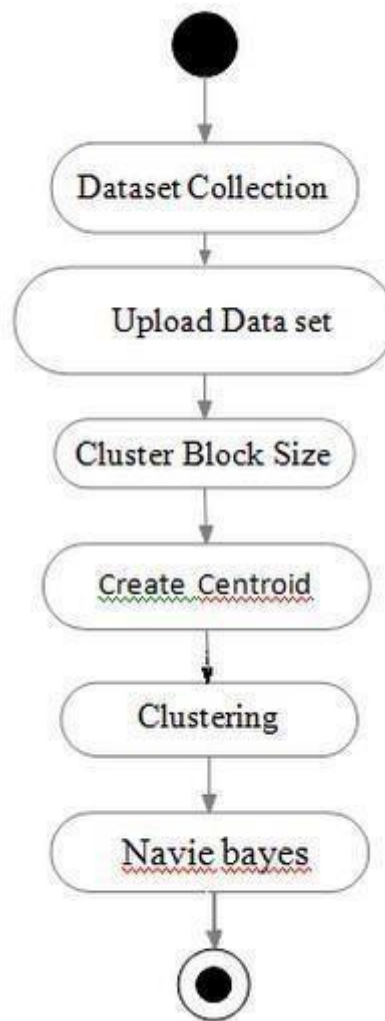 Dataset Collection
Upload Data set
Cluster Block Size
Create Centroid
Clustering
Navie bayes